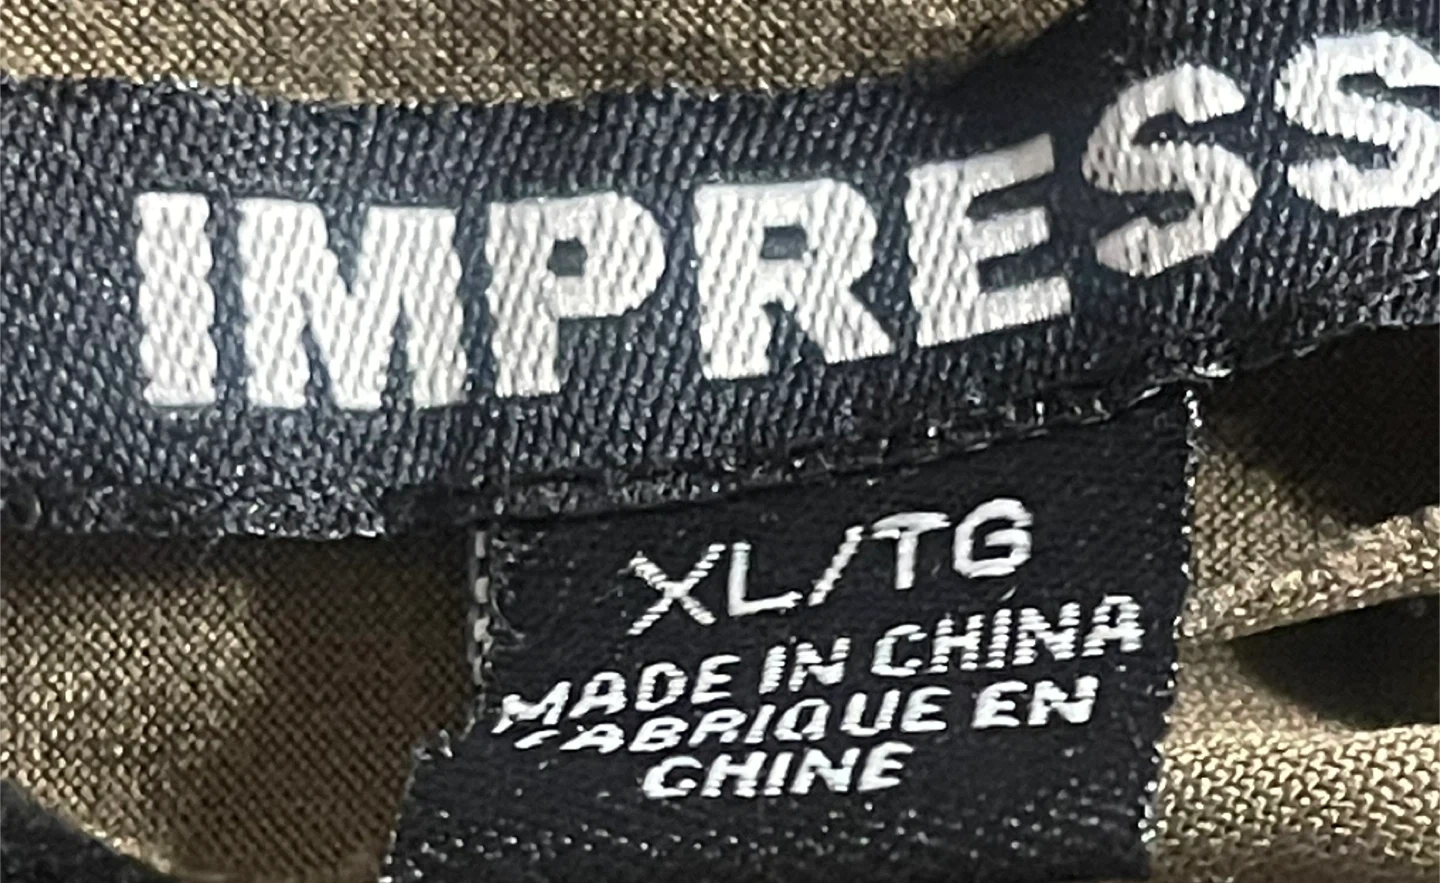 IMPRESS
XL/TG
MADE IN CHINA
FABRIQUE EN
CHINE